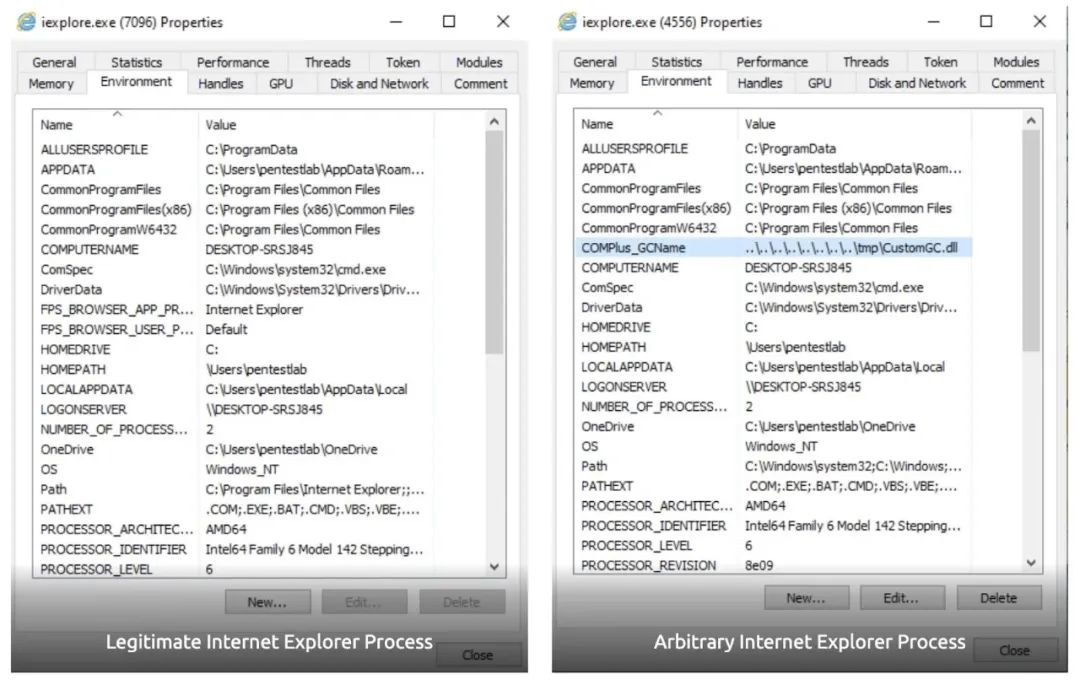 iexplore.exe (7096) Properties
General Statistics Performance Threads Token Modules
Memory Environment Handles GPU Disk and Network Comment
Name Value
ALLUSERSPROFILE C:\ProgramData
APPDATA C:\Users\pentestlab\AppData\Roam...
CommonProgramFiles C:\Program Files\Common Files
CommonProgramFiles(x86) C:\Program Files (x86)\Common Files
CommonProgramW6432 C:\Program Files\Common Files
COMPUTERNAME DESKTOP-SRSJ845
ComSpec C:\Windows\system32\cmd.exe
DriverData C:\Windows\System32\Drivers\Driv...
FPS_BROWSER_APP_PR... Internet Explorer
FPS_BROWSER_USER_P... Default
HOMEDRIVE C:
HOMEPATH \Users\pentestlab
LOCALAPPDATA C:\Users\pentestlab\AppData\Local
LOGONSERVER \\DESKTOP-SRSJ845
NUMBER_OF_PROCESS... 2
OneDrive C:\Users\pentestlab\OneDrive
OS Windows_NT
Path C:\Program Files\Internet Explorer;;...
PATHEXT .COM;.EXE;.BAT;.CMD;.VBS;.VBE;....
PROCESSOR_ARCHITEC... AMD64
PROCESSOR_IDENTIFIER Intel64 Family 6 Model 142 Stepping...
PROCESSOR_LEVEL 6
New... Edit... Delete
Legitimate Internet Explorer Process
Close
iexplore.exe (4556) Properties
General Statistics Performance Threads Token Modules
Memory Environment Handles GPU Disk and Network Comment
Name Value
ALLUSERSPROFILE C:\ProgramData
APPDATA C:\Users\pentestlab\AppData\Roam...
CommonProgramFiles C:\Program Files\Common Files
CommonProgramFiles(x86) C:\Program Files (x86)\Common Files
CommonProgramW6432 C:\Program Files\Common Files
COMPlus_GCName ..\..\..\..\..\..\..\..\tmp\CustomGC.dll
COMPUTERNAME DESKTOP-SRSJ845
ComSpec C:\Windows\system32\cmd.exe
DriverData C:\Windows\System32\Drivers\Driv...
HOMEDRIVE C:
HOMEPATH \Users\pentestlab
LOCALAPPDATA C:\Users\pentestlab\AppData\Local
LOGONSERVER \\DESKTOP-SRSJ845
NUMBER_OF_PROCESS... 2
OneDrive C:\Users\pentestlab\OneDrive
OS Windows_NT
Path C:\Windows\system32;C:\Windows;...
PATHEXT .COM;.EXE;.BAT;.CMD;.VBS;.VBE;....
PROCESSOR_ARCHITEC... AMD64
PROCESSOR_IDENTIFIER Intel64 Family 6 Model 142 Stepping...
PROCESSOR_LEVEL 6
PROCESSOR_REVISION 8e09
New... Edit... Delete
Arbitrary Internet Explorer Process
Close